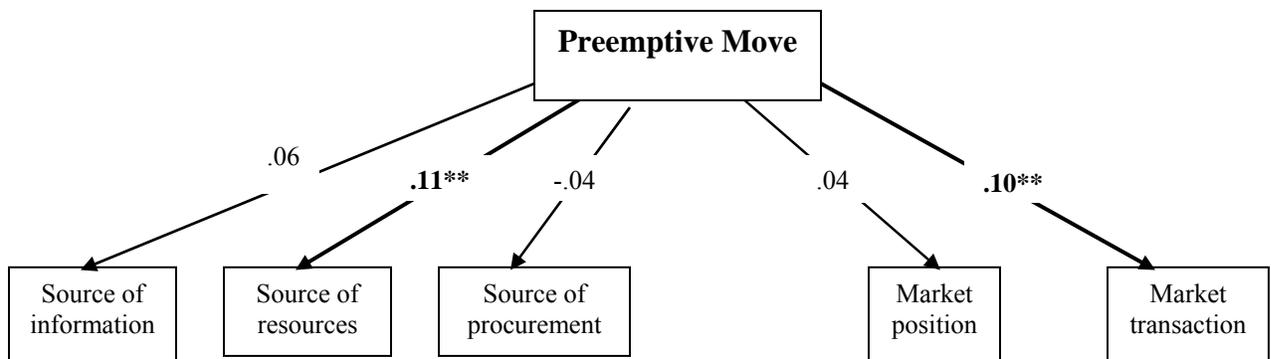 Preemptive Move
.06
.11**
-.04
.04
.10**
Source of
information
Source of
resources
Source of
procurement
Market
position
Market
transaction